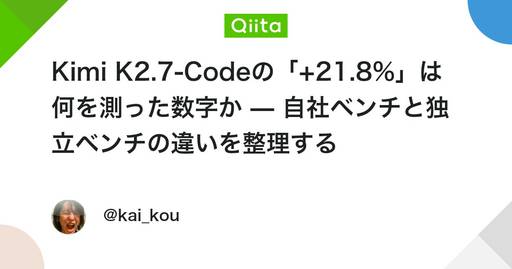 Qiita
Kimi K2.7-Codeの「+21.8%」は
何を測った数字か — 自社ベンチと独
立ベンチの違いを整理する
@kai_kou